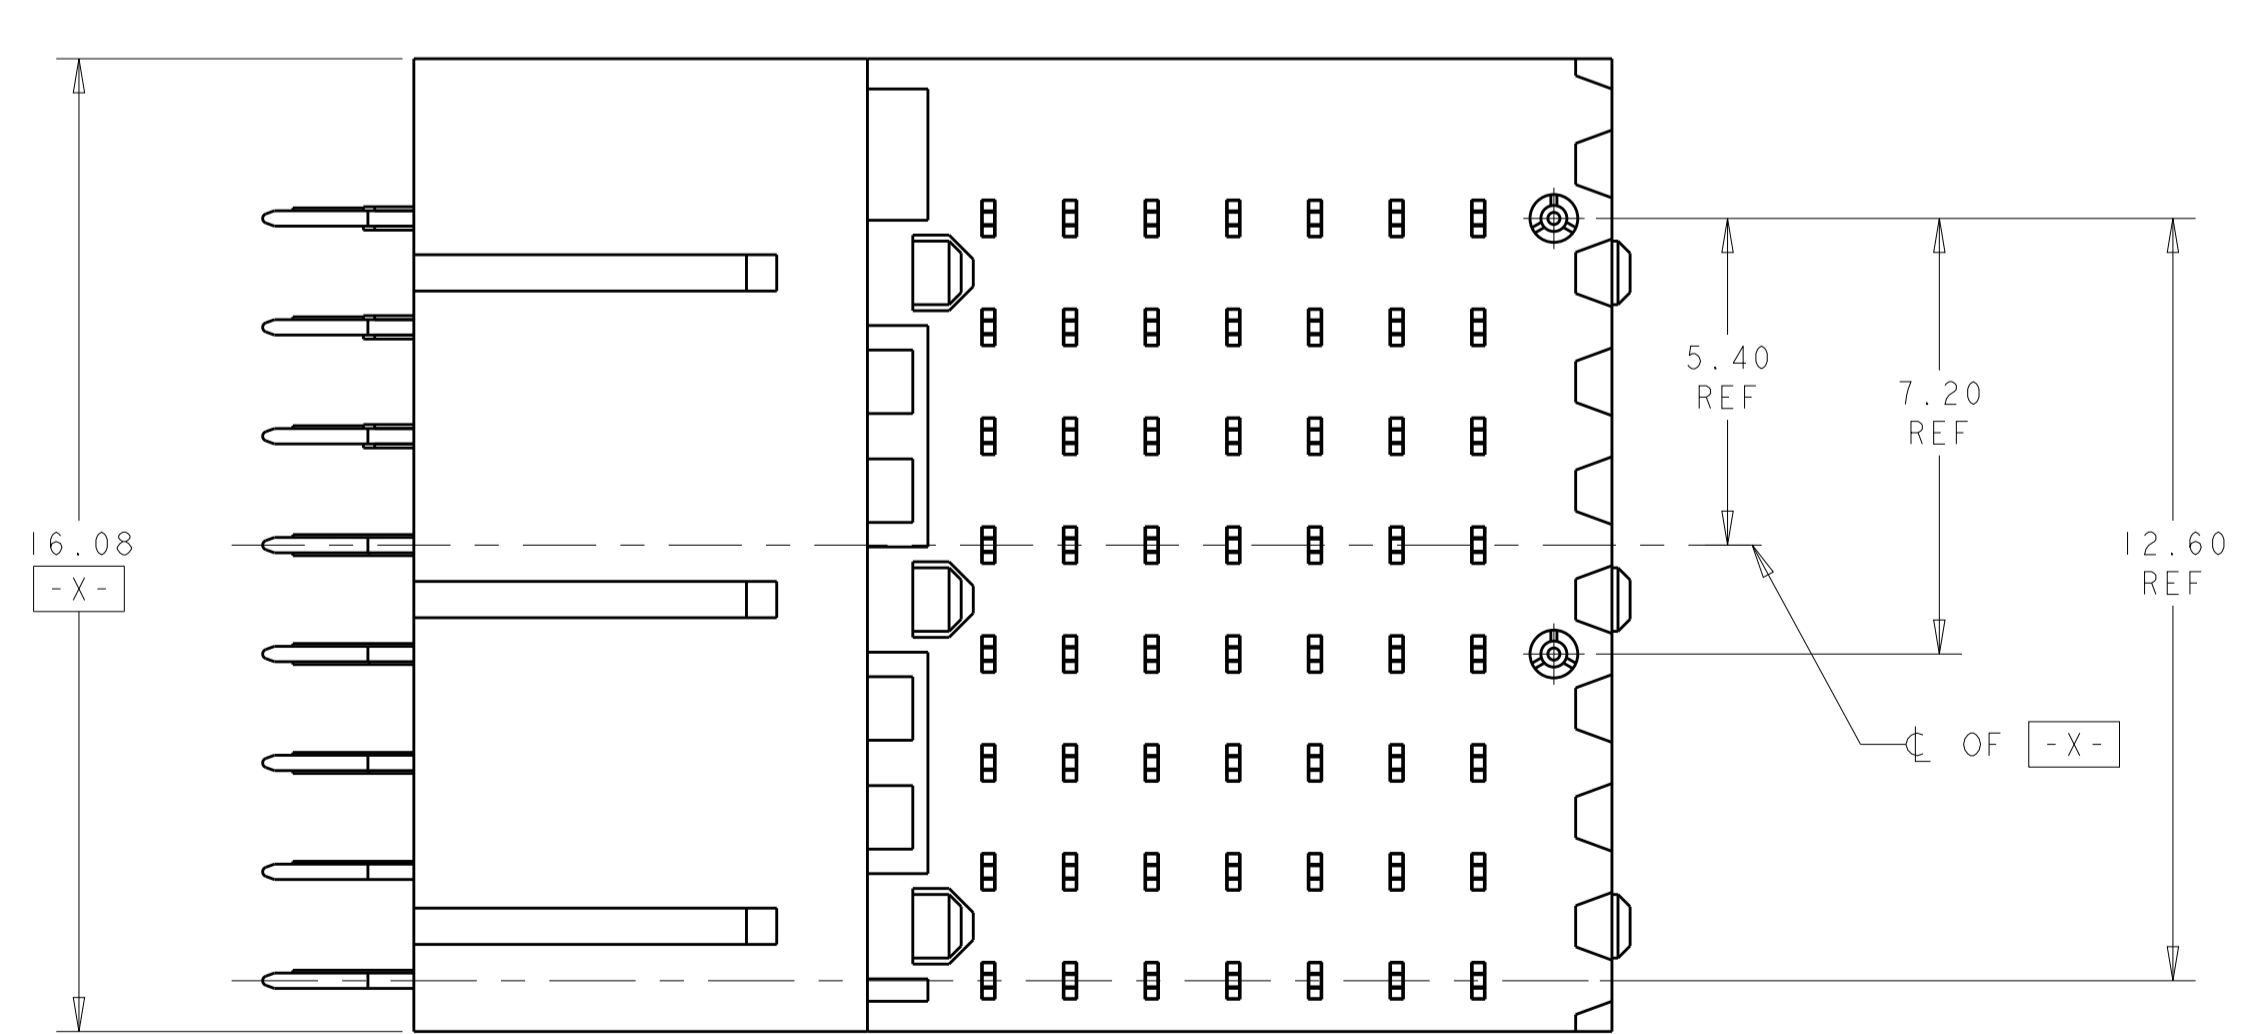 16.08
-X-
5.40
REF
7.20
REF
12.60
REF
℄ OF -X-